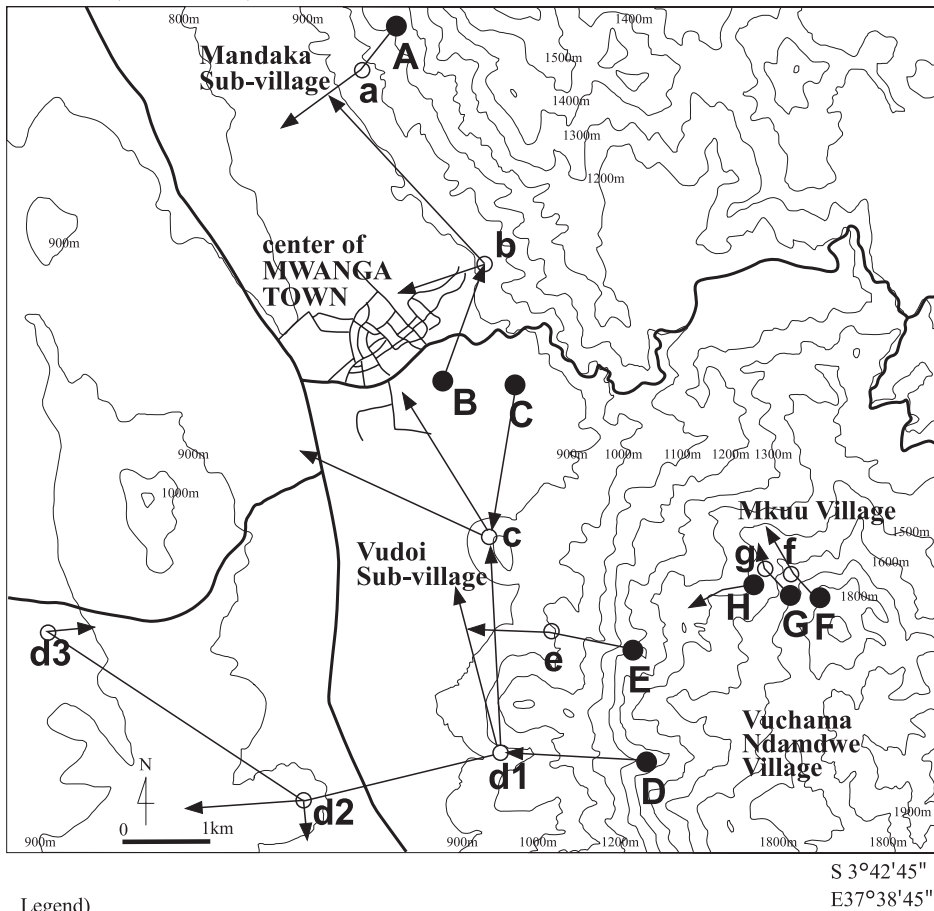 800m
900m
1400m
A
Mandaka
Sub-village
a
1500m
1400m
1300m
1200m
900m
center of
MWANGA
TOWN
b
B
C
900m
1000m
1100m
1200m
1300m
900m
1000m
Mkuu Village
1500m
c
Vudoi
Sub-village
g
f
1600m
H
G
F
1800m
d3
e
E
Vuchama
Ndamdwe
Village
d1
D
N
0
1km
d2
900m
900m
1000m
1200m
1800m
1800m
1900m
S 3°42'45"
E37°38'45"
Legend)